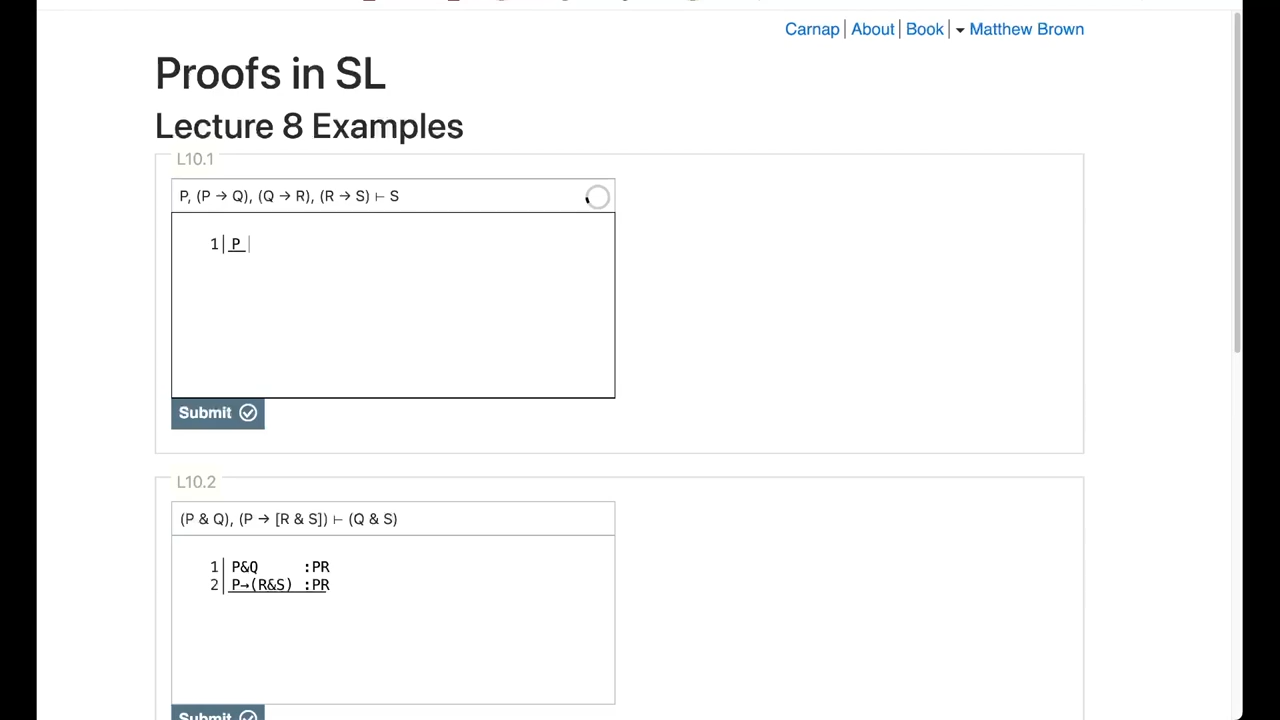 Carnap | About | Book | Matthew Brown
Proofs in SL
Lecture 8 Examples
L10.1
P, (P → Q), (Q → R), (R → S) ⊢ S
1 P
Submit
L10.2
(P & Q), (P → [R & S]) ⊢ (Q & S)
1 P&Q :PR
2 P→(R&S) :PR
Submit